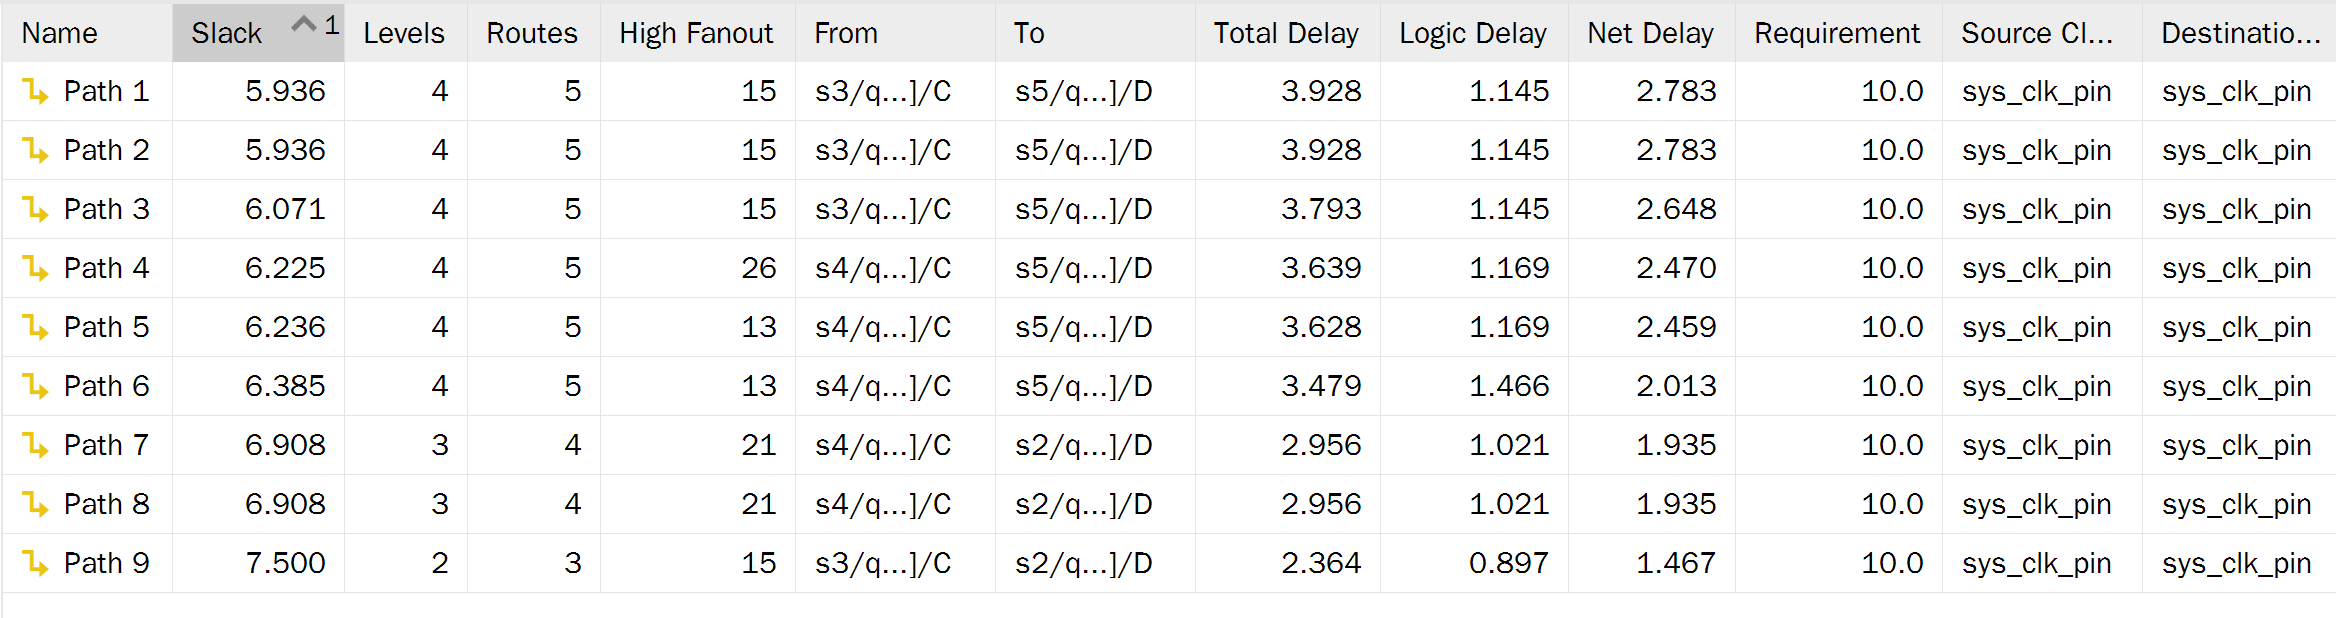 Name Slack 1 Levels Routes High Fanout From To Total Delay Logic Delay Net Delay Requirement Source Cl... Destinatio...
Path 1 5.936 4 5 15 s3/q...]/C s5/q...]/D 3.928 1.145 2.783 10.0 sys_clk_pin sys_clk_pin
Path 2 5.936 4 5 15 s3/q...]/C s5/q...]/D 3.928 1.145 2.783 10.0 sys_clk_pin sys_clk_pin
Path 3 6.071 4 5 15 s3/q...]/C s5/q...]/D 3.793 1.145 2.648 10.0 sys_clk_pin sys_clk_pin
Path 4 6.225 4 5 26 s4/q...]/C s5/q...]/D 3.639 1.169 2.470 10.0 sys_clk_pin sys_clk_pin
Path 5 6.236 4 5 13 s4/q...]/C s5/q...]/D 3.628 1.169 2.459 10.0 sys_clk_pin sys_clk_pin
Path 6 6.385 4 5 13 s4/q...]/C s5/q...]/D 3.479 1.466 2.013 10.0 sys_clk_pin sys_clk_pin
Path 7 6.908 3 4 21 s4/q...]/C s2/q...]/D 2.956 1.021 1.935 10.0 sys_clk_pin sys_clk_pin
Path 8 6.908 3 4 21 s4/q...]/C s2/q...]/D 2.956 1.021 1.935 10.0 sys_clk_pin sys_clk_pin
Path 9 7.500 2 3 15 s3/q...]/C s2/q...]/D 2.364 0.897 1.467 10.0 sys_clk_pin sys_clk_pin